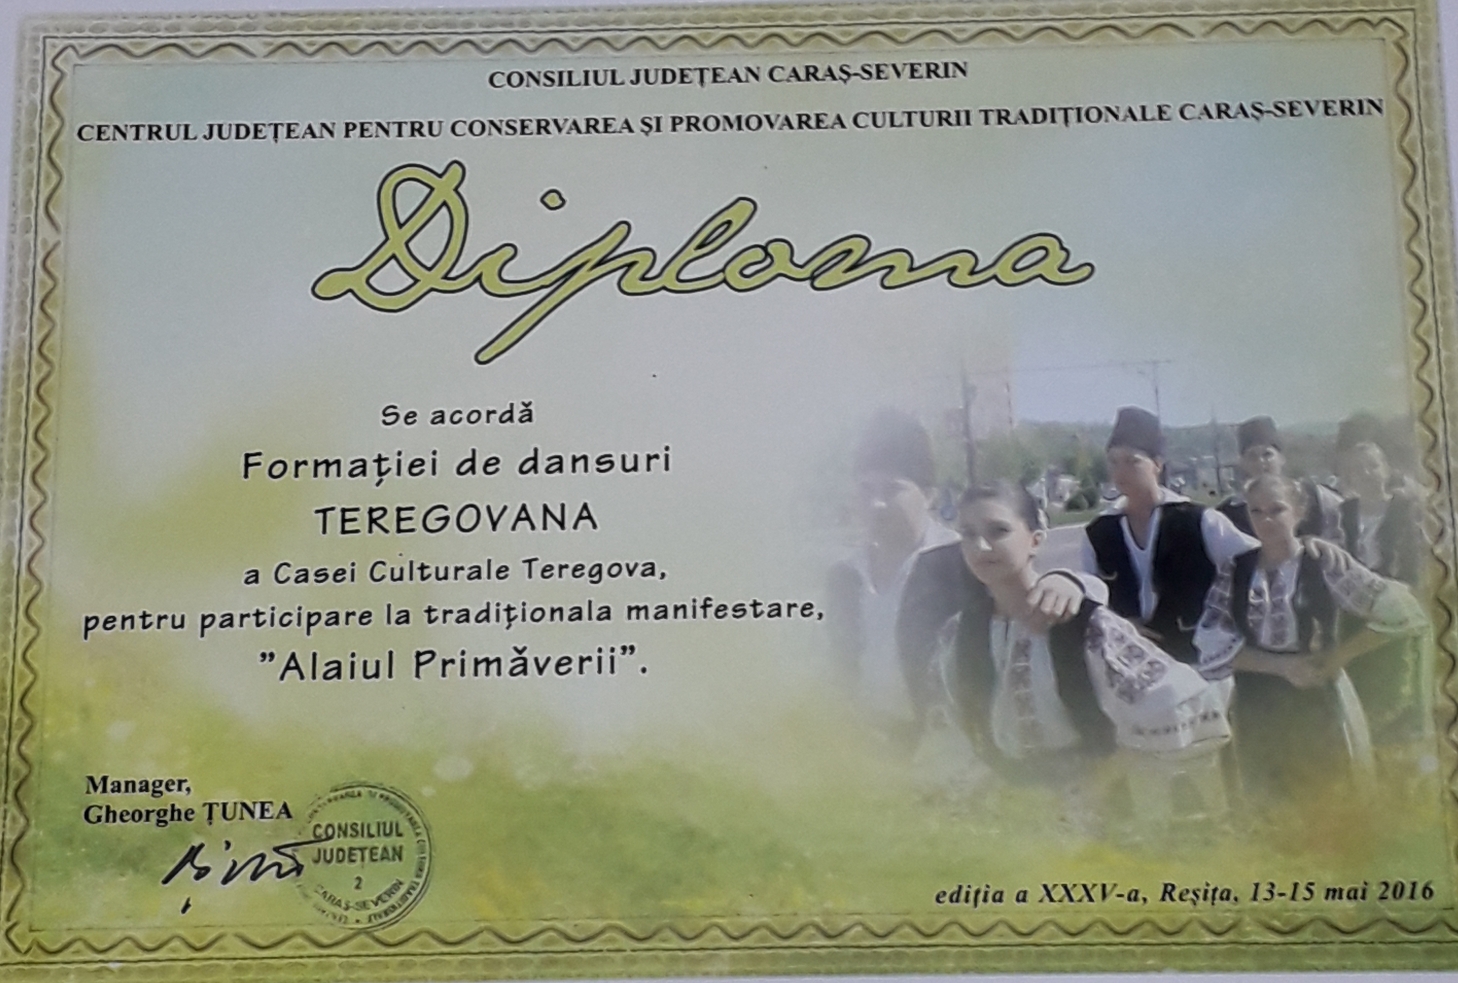 CONSILIUL JUDEȚEAN CARAȘ-SEVERIN
CENTRUL JUDEȚEAN PENTRU CONSERVAREA ȘI PROMOVAREA CULTURII TRADIȚIONALE CARAȘ-SEVERIN
Diploma
Se acordă
Formației de dansuri
TEREGOVANA
a Casei Culturale Teregova,
pentru participare la tradiționala manifestare,
"Alaiul Primăverii".
Manager,
Gheorghe ȚUNEA
CONSILIUL
JUDEȚEAN
2
CARAȘ-SEVERIN
ediția a XXXV-a, Reșița, 13-15 mai 2016